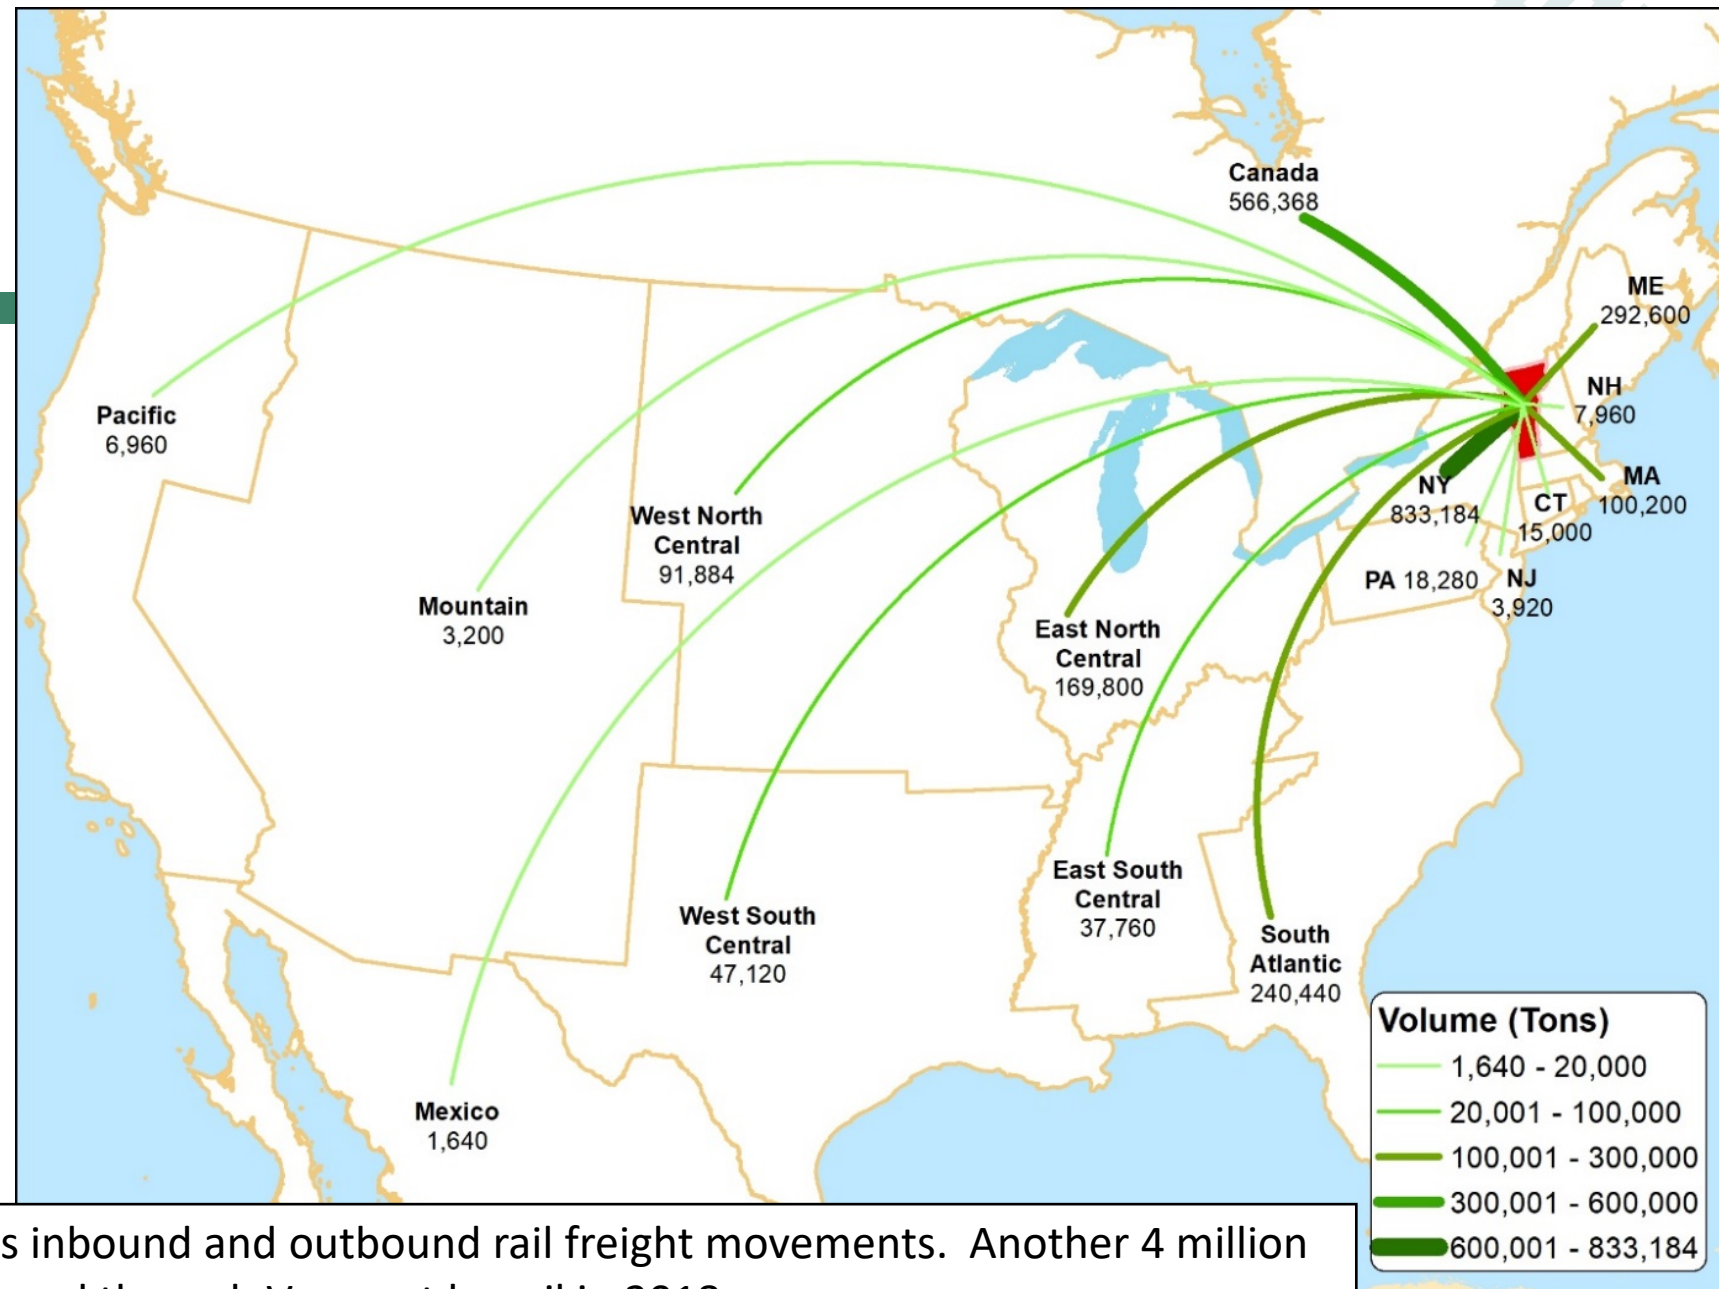 Canada
566,368
ME
292,600
NH
7,960
Pacific
6,960
MA
100,200
NY
833,184
CT
15,000
West North
Central
91,884
PA 18,280
NJ
3,920
Mountain
3,200
East North
Central
169,800
East South
Central
37,760
West South
Central
47,120
South
Atlantic
240,440
Mexico
1,640
Volume (Tons)
1,640 - 20,000
20,001 - 100,000
100,001 - 300,000
300,001 - 600,000
600,001 - 833,184
s inbound and outbound rail freight movements. Another 4 million